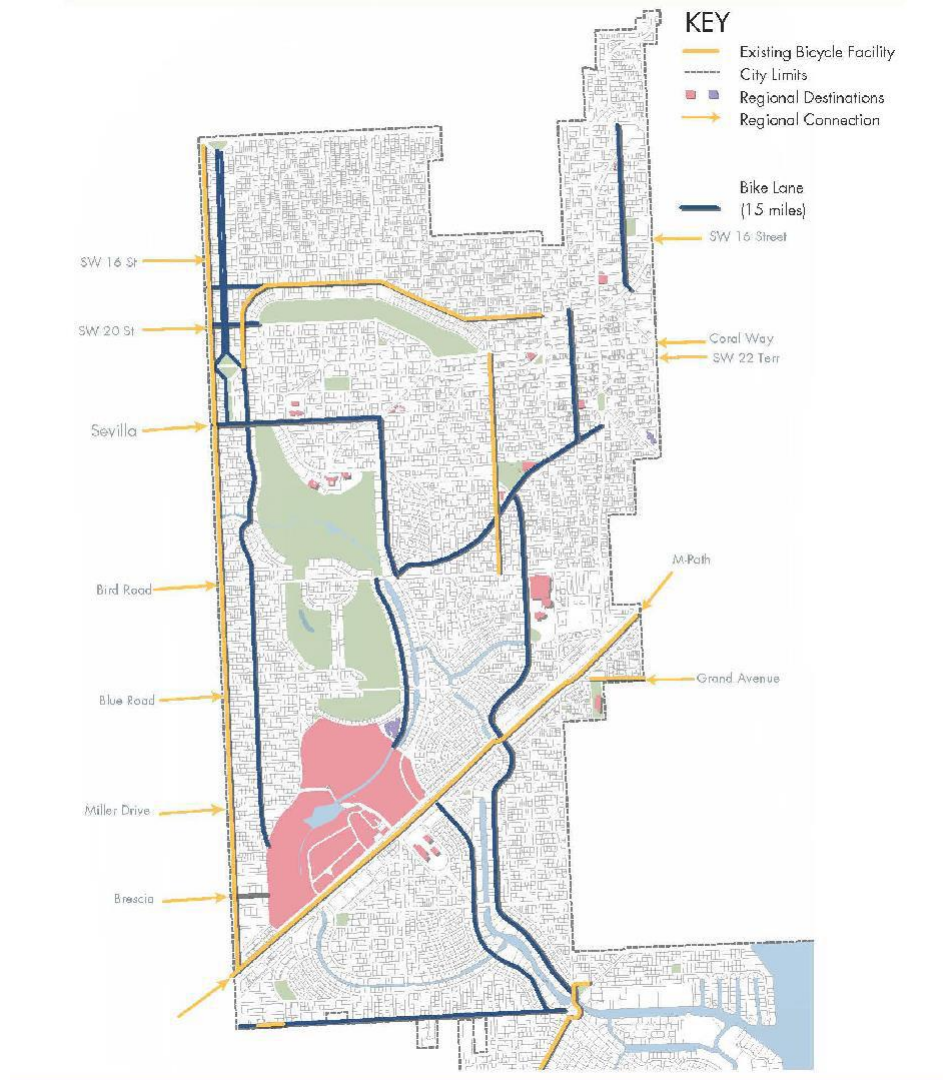 KEY
Existing Bicycle Facility
City Limits
Regional Destinations
Regional Connection
Bike Lane
(15 miles)
SW 16 Street
SW 16 St
SW 20 St
Coral Way
SW 22 Terr
Sevilla
M-Path
Bird Road
Grand Avenue
Blue Road
Miller Drive
Brescia